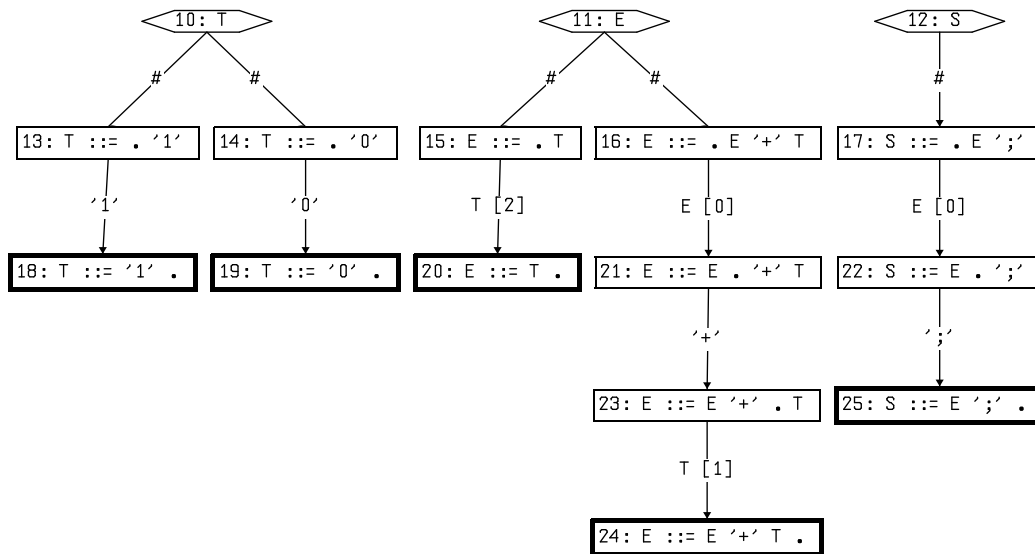 10: T
11: E
12: S
#
#
#
#
#
13: T ::= . '1'
14: T ::= . '0'
15: E ::= . T
16: E ::= . E '+' T
17: S ::= . E ';'
'1'
'0'
T [2]
E [0]
E [0]
18: T ::= '1' .
19: T ::= '0' .
20: E ::= T .
21: E ::= E . '+' T
22: S ::= E . ';'
'+'
';'
23: E ::= E '+' . T
25: S ::= E ';' .
T [1]
24: E ::= E '+' T .